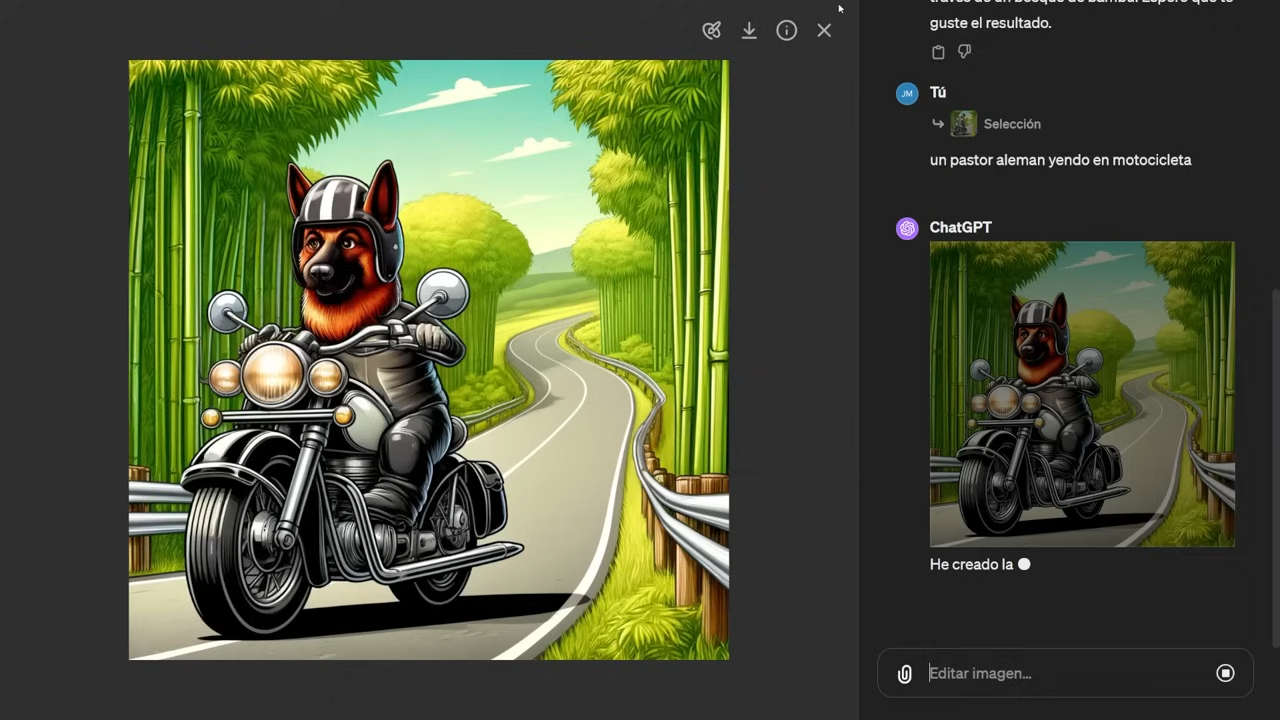 guste el resultado.
JM
Tú
Selección
un pastor aleman yendo en motocicleta
ChatGPT
He creado la
Editar imagen...